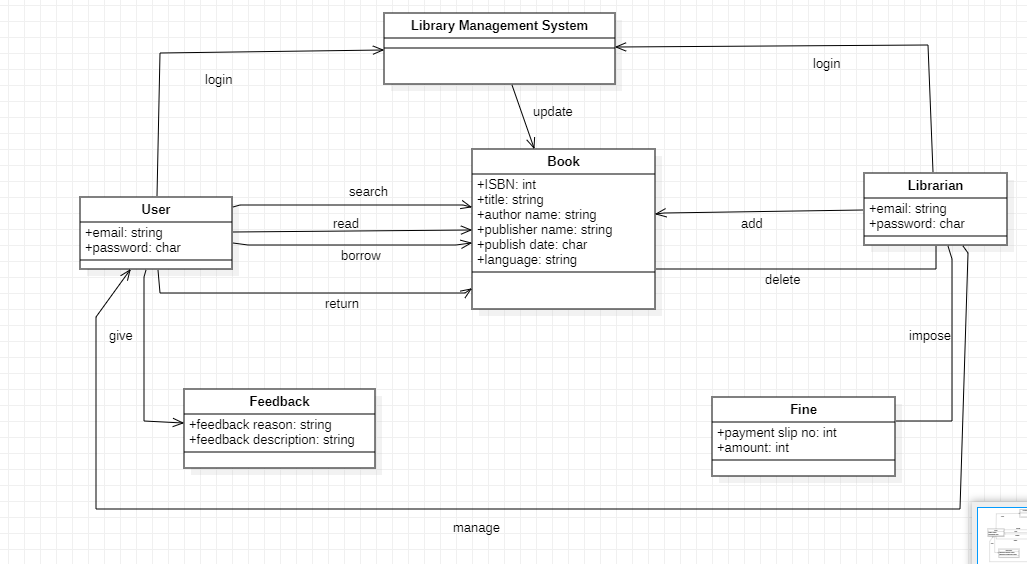 Library Management System
login
login
update
Book
+ISBN: int
+title: string
+author name: string
+publisher name: string
+publish date: char
+language: string
Librarian
+email: string
+password: char
User
+email: string
+password: char
search
read
borrow
return
add
delete
give
impose
Feedback
+feedback reason: string
+feedback description: string
Fine
+payment slip no: int
+amount: int
manage